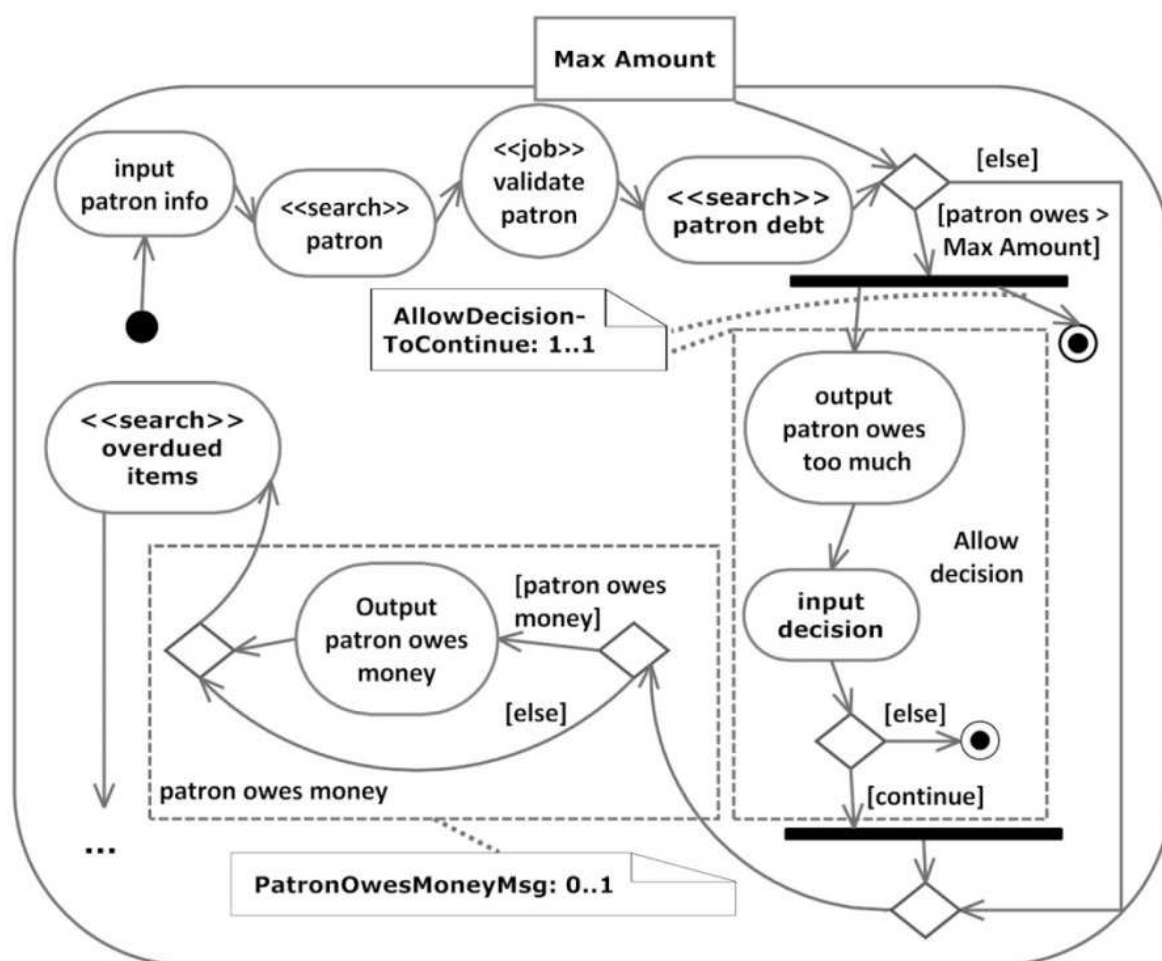 Max Amount
input
patron info
<<search>>
patron
<<job>>
validate
patron
<<search>>
patron debt
[else]
[patron owes >
Max Amount]
AllowDecision-
ToContinue: 1..1
output
patron owes
too much
Allow
decision
input
decision
[else]
[continue]
<<search>>
overdued
items
[patron owes
money]
Output
patron owes
money
[else]
patron owes money
...
PatronOwesMoneyMsg: 0..1